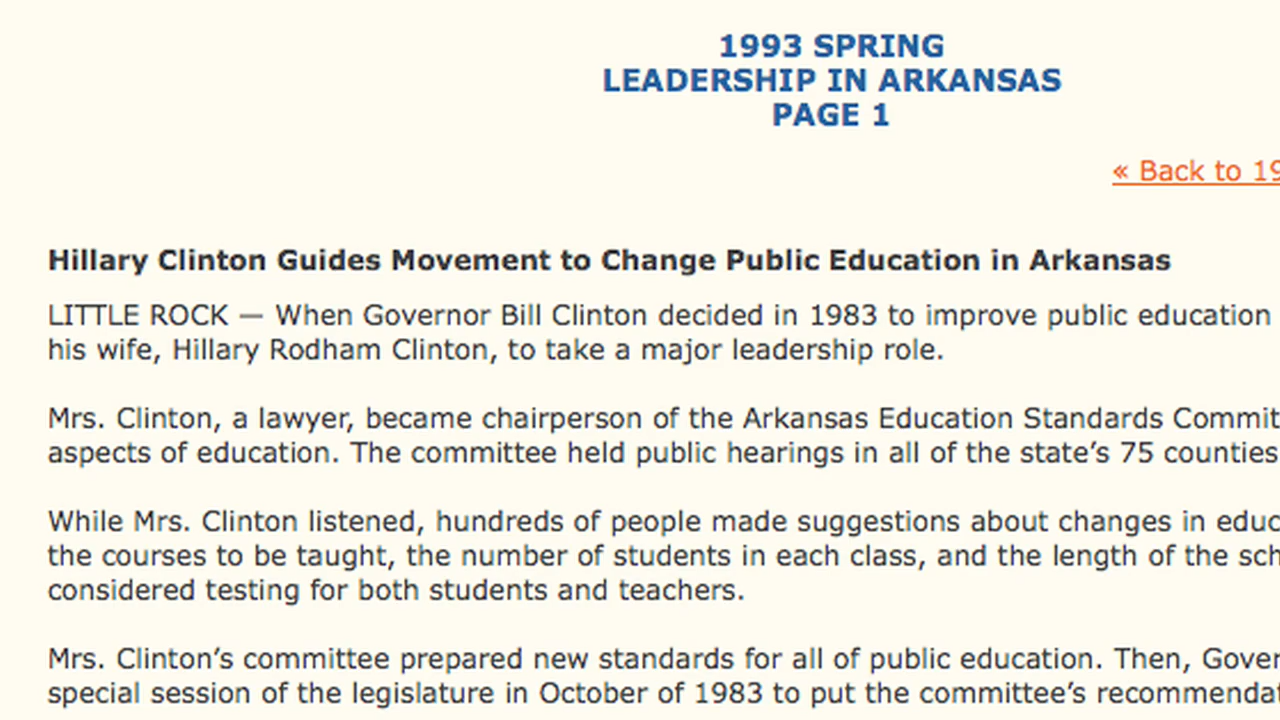 1993 SPRING
LEADERSHIP IN ARKANSAS
PAGE 1
« Back to 19
Hillary Clinton Guides Movement to Change Public Education in Arkansas
LITTLE ROCK — When Governor Bill Clinton decided in 1983 to improve public education
his wife, Hillary Rodham Clinton, to take a major leadership role.
Mrs. Clinton, a lawyer, became chairperson of the Arkansas Education Standards Commit
aspects of education. The committee held public hearings in all of the state’s 75 counties
While Mrs. Clinton listened, hundreds of people made suggestions about changes in educ
the courses to be taught, the number of students in each class, and the length of the sch
considered testing for both students and teachers.
Mrs. Clinton’s committee prepared new standards for all of public education. Then, Gover
special session of the legislature in October of 1983 to put the committee’s recommendat